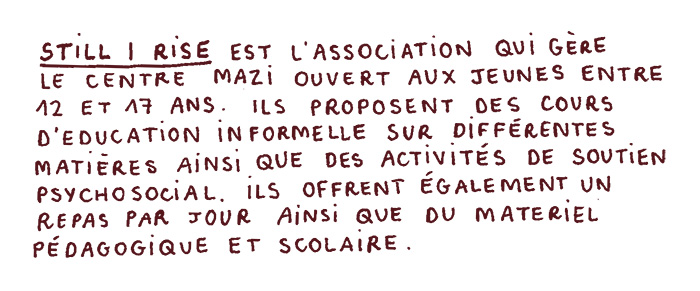 STILL I RISE EST L'ASSOCIATION QUI GÈRE
LE CENTRE MAZI OUVERT AUX JEUNES ENTRE
12 ET 17 ANS. ILS PROPOSENT DES COURS
D'EDUCATION INFORMELLE SUR DIFFÉRENTES
MATIÈRES AINSI QUE DES ACTIVITÉS DE SOUTIEN
PSYCHOSOCIAL. ILS OFFRENT ÉGALEMENT UN
REPAS PAR JOUR AINSI QUE DU MATERIEL
PÉDAGOGIQUE ET SCOLAIRE.